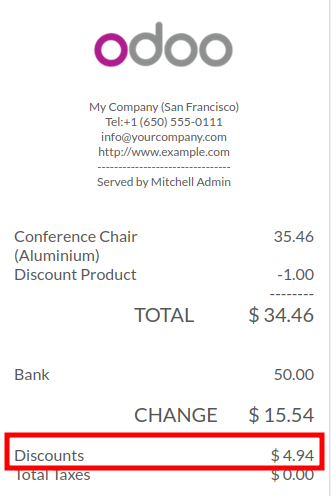 odoo
My Company (San Francisco)
Tel:+1 (650) 555-0111
info@yourcompany.com
http://www.example.com
--------------------------------
Served by Mitchell Admin
Conference Chair 35.46
(Aluminium)
Discount Product -1.00
--------
TOTAL $ 34.46
Bank 50.00
CHANGE $ 15.54
Discounts $ 4.94
Total Taxes $ 0.00